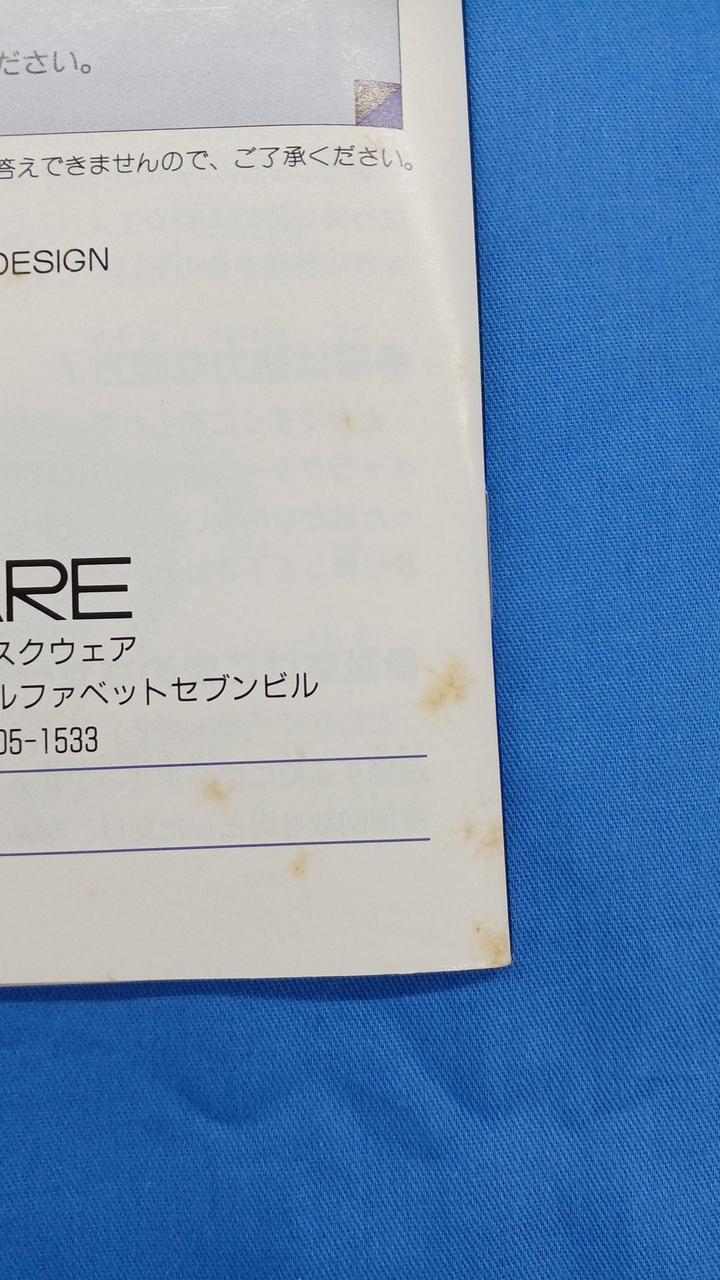 ださい。
答えできませんので、ご了承ください。
DESIGN
ARE
スクウェア
ルファベットセブンビル
05-1533